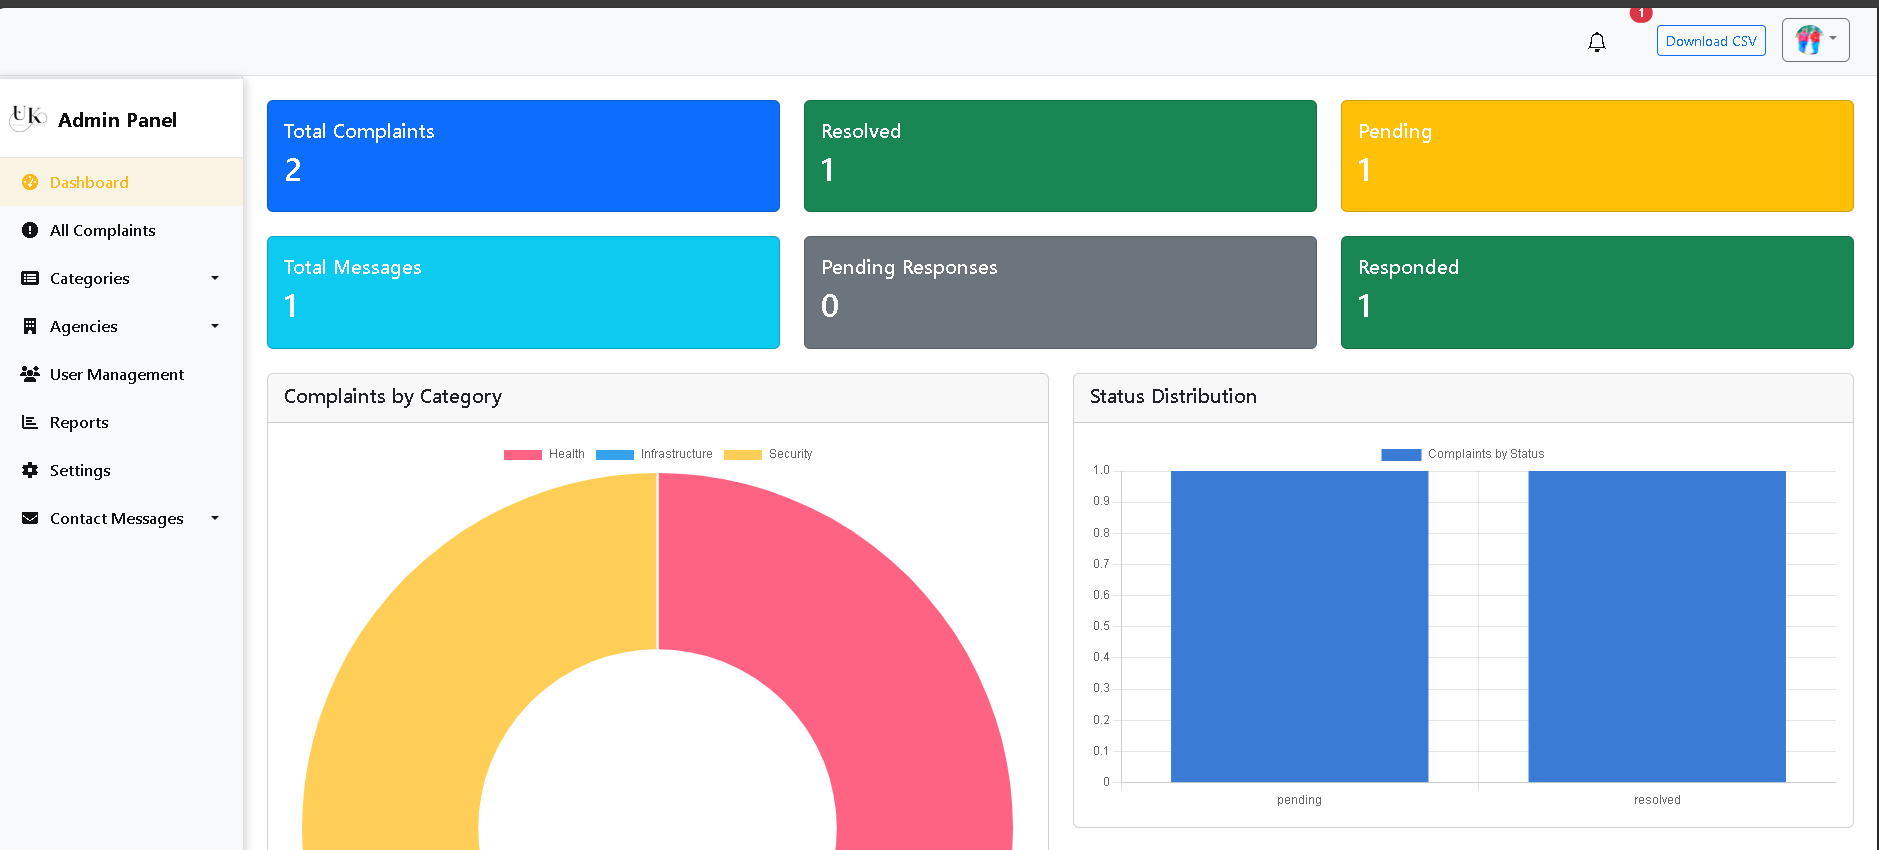 1
Download CSV
UK
Admin Panel
Dashboard
All Complaints
Categories
Agencies
User Management
Reports
Settings
Contact Messages
Total Complaints
2
Resolved
1
Pending
1
Total Messages
1
Pending Responses
0
Responded
1
Complaints by Category
Health Infrastructure Security
Status Distribution
Complaints by Status
1.0
0.9
0.8
0.7
0.6
0.5
0.4
0.3
0.2
0.1
0
pending resolved